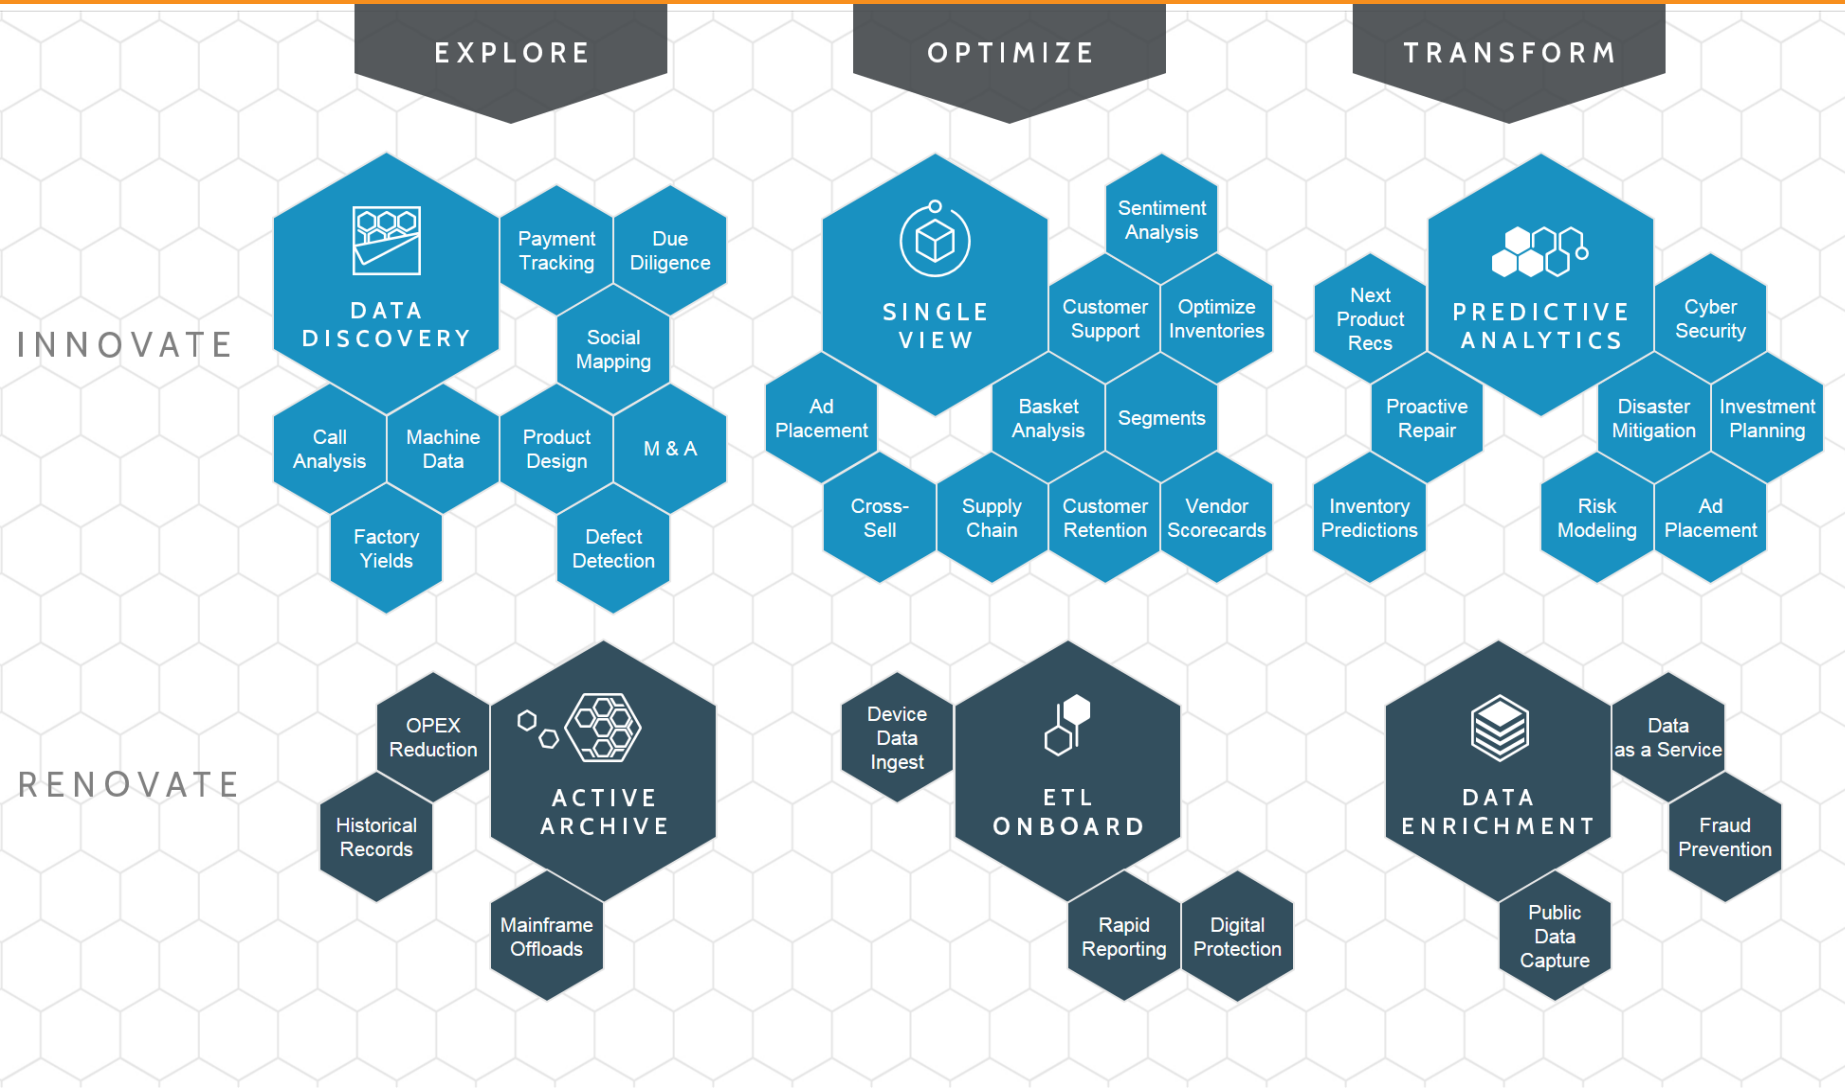 EXPLORE
OPTIMIZE
TRANSFORM
INNOVATE
DATA
DISCOVERY
Payment
Tracking
Due
Diligence
Social
Mapping
Call
Analysis
Machine
Data
Product
Design
M & A
Factory
Yields
Defect
Detection
SINGLE
VIEW
Sentiment
Analysis
Customer
Support
Optimize
Inventories
Ad
Placement
Basket
Analysis
Segments
Cross-
Sell
Supply
Chain
Customer
Retention
Vendor
Scorecards
PREDICTIVE
ANALYTICS
Next
Product
Recs
Cyber
Security
Proactive
Repair
Disaster
Mitigation
Investment
Planning
Inventory
Predictions
Risk
Modeling
Ad
Placement
RENOVATE
OPEX
Reduction
ACTIVE
ARCHIVE
Historical
Records
Mainframe
Offloads
Device
Data
Ingest
ETL
ONBOARD
Rapid
Reporting
Digital
Protection
DATA
ENRICHMENT
Data
as a Service
Fraud
Prevention
Public
Data
Capture